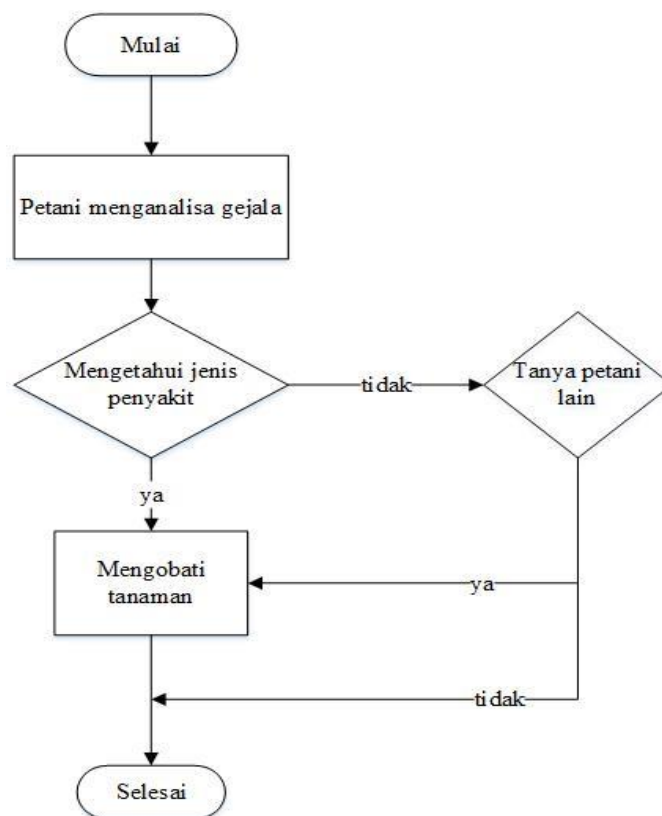 Mulai
Petani menganalisa gejala
Mengetahui jenis
penyakit
tidak
Tanya petani
lain
ya
Mengobati
tanaman
ya
tidak
Selesai